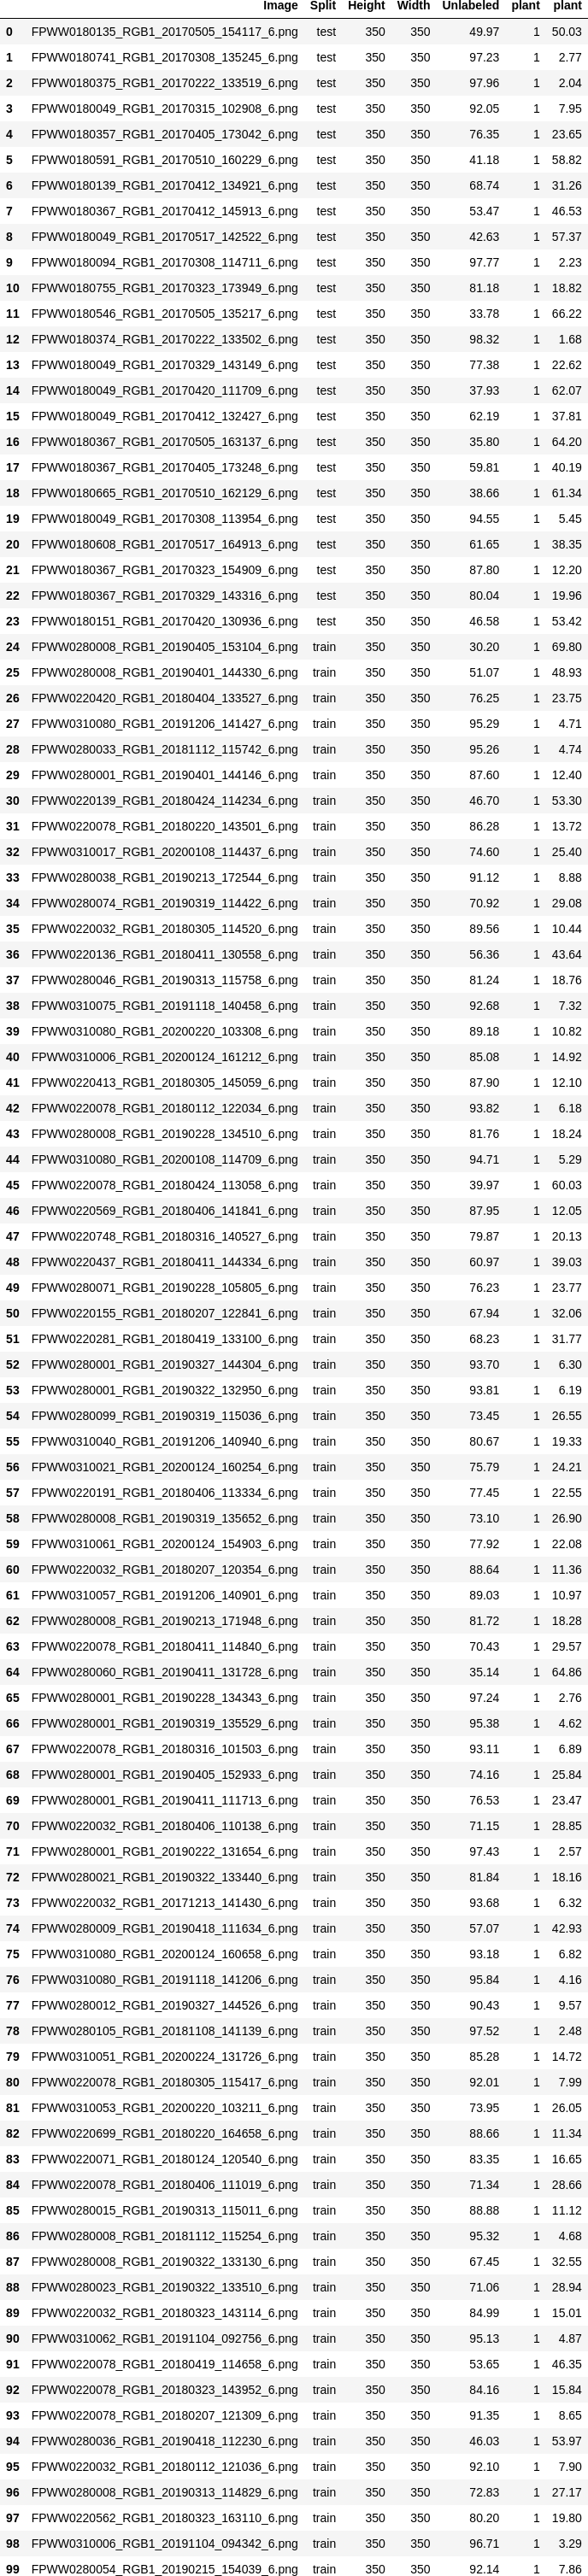 Image Split Height Width Unlabeled plant plant
0 FPWW0180135_RGB1_20170505_154117_6.png test 350 350 49.97 1 50.03
1 FPWW0180741_RGB1_20170308_135245_6.png test 350 350 97.23 1 2.77
2 FPWW0180375_RGB1_20170222_133519_6.png test 350 350 97.96 1 2.04
3 FPWW0180049_RGB1_20170315_102908_6.png test 350 350 92.05 1 7.95
4 FPWW0180357_RGB1_20170405_173042_6.png test 350 350 76.35 1 23.65
5 FPWW0180591_RGB1_20170510_160229_6.png test 350 350 41.18 1 58.82
6 FPWW0180139_RGB1_20170412_134921_6.png test 350 350 68.74 1 31.26
7 FPWW0180367_RGB1_20170412_145913_6.png test 350 350 53.47 1 46.53
8 FPWW0180049_RGB1_20170517_142522_6.png test 350 350 42.63 1 57.37
9 FPWW0180094_RGB1_20170308_114711_6.png test 350 350 97.77 1 2.23
10 FPWW0180755_RGB1_20170323_173949_6.png test 350 350 81.18 1 18.82
11 FPWW0180546_RGB1_20170505_135217_6.png test 350 350 33.78 1 66.22
12 FPWW0180374_RGB1_20170222_133502_6.png test 350 350 98.32 1 1.68
13 FPWW0180049_RGB1_20170329_143149_6.png test 350 350 77.38 1 22.62
14 FPWW0180049_RGB1_20170420_111709_6.png test 350 350 37.93 1 62.07
15 FPWW0180049_RGB1_20170412_132427_6.png test 350 350 62.19 1 37.81
16 FPWW0180367_RGB1_20170505_163137_6.png test 350 350 35.80 1 64.20
17 FPWW0180367_RGB1_20170405_173248_6.png test 350 350 59.81 1 40.19
18 FPWW0180665_RGB1_20170510_162129_6.png test 350 350 38.66 1 61.34
19 FPWW0180049_RGB1_20170308_113954_6.png test 350 350 94.55 1 5.45
20 FPWW0180608_RGB1_20170517_164913_6.png test 350 350 61.65 1 38.35
21 FPWW0180367_RGB1_20170323_154909_6.png test 350 350 87.80 1 12.20
22 FPWW0180367_RGB1_20170329_143316_6.png test 350 350 80.04 1 19.96
23 FPWW0180151_RGB1_20170420_130936_6.png test 350 350 46.58 1 53.42
24 FPWW0280008_RGB1_20190405_153104_6.png train 350 350 30.20 1 69.80
25 FPWW0280008_RGB1_20190401_144330_6.png train 350 350 51.07 1 48.93
26 FPWW0220420_RGB1_20180404_133527_6.png train 350 350 76.25 1 23.75
27 FPWW0310080_RGB1_20191206_141427_6.png train 350 350 95.29 1 4.71
28 FPWW0280033_RGB1_20181112_115742_6.png train 350 350 95.26 1 4.74
29 FPWW0280001_RGB1_20190401_144146_6.png train 350 350 87.60 1 12.40
30 FPWW0220139_RGB1_20180424_114234_6.png train 350 350 46.70 1 53.30
31 FPWW0220078_RGB1_20180220_143501_6.png train 350 350 86.28 1 13.72
32 FPWW0310017_RGB1_20200108_114437_6.png train 350 350 74.60 1 25.40
33 FPWW0280038_RGB1_20190213_172544_6.png train 350 350 91.12 1 8.88
34 FPWW0280074_RGB1_20190319_114422_6.png train 350 350 70.92 1 29.08
35 FPWW0220032_RGB1_20180305_114520_6.png train 350 350 89.56 1 10.44
36 FPWW0220136_RGB1_20180411_130558_6.png train 350 350 56.36 1 43.64
37 FPWW0280046_RGB1_20190313_115758_6.png train 350 350 81.24 1 18.76
38 FPWW0310075_RGB1_20191118_140458_6.png train 350 350 92.68 1 7.32
39 FPWW0310080_RGB1_20200220_103308_6.png train 350 350 89.18 1 10.82
40 FPWW0310006_RGB1_20200124_161212_6.png train 350 350 85.08 1 14.92
41 FPWW0220413_RGB1_20180305_145059_6.png train 350 350 87.90 1 12.10
42 FPWW0220078_RGB1_20180112_122034_6.png train 350 350 93.82 1 6.18
43 FPWW0280008_RGB1_20190228_134510_6.png train 350 350 81.76 1 18.24
44 FPWW0310080_RGB1_20200108_114709_6.png train 350 350 94.71 1 5.29
45 FPWW0220078_RGB1_20180424_113058_6.png train 350 350 39.97 1 60.03
46 FPWW0220569_RGB1_20180406_141841_6.png train 350 350 87.95 1 12.05
47 FPWW0220748_RGB1_20180316_140527_6.png train 350 350 79.87 1 20.13
48 FPWW0220437_RGB1_20180411_144334_6.png train 350 350 60.97 1 39.03
49 FPWW0280071_RGB1_20190228_105805_6.png train 350 350 76.23 1 23.77
50 FPWW0220155_RGB1_20180207_122841_6.png train 350 350 67.94 1 32.06
51 FPWW0220281_RGB1_20180419_133100_6.png train 350 350 68.23 1 31.77
52 FPWW0280001_RGB1_20190327_144304_6.png train 350 350 93.70 1 6.30
53 FPWW0280001_RGB1_20190322_132950_6.png train 350 350 93.81 1 6.19
54 FPWW0280099_RGB1_20190319_115036_6.png train 350 350 73.45 1 26.55
55 FPWW0310040_RGB1_20191206_140940_6.png train 350 350 80.67 1 19.33
56 FPWW0310021_RGB1_20200124_160254_6.png train 350 350 75.79 1 24.21
57 FPWW0220191_RGB1_20180406_113334_6.png train 350 350 77.45 1 22.55
58 FPWW0280008_RGB1_20190319_135652_6.png train 350 350 73.10 1 26.90
59 FPWW0310061_RGB1_20200124_154903_6.png train 350 350 77.92 1 22.08
60 FPWW0220032_RGB1_20180207_120354_6.png train 350 350 88.64 1 11.36
61 FPWW0310057_RGB1_20191206_140901_6.png train 350 350 89.03 1 10.97
62 FPWW0280008_RGB1_20190213_171948_6.png train 350 350 81.72 1 18.28
63 FPWW0220078_RGB1_20180411_114840_6.png train 350 350 70.43 1 29.57
64 FPWW0280060_RGB1_20190411_131728_6.png train 350 350 35.14 1 64.86
65 FPWW0280001_RGB1_20190228_134343_6.png train 350 350 97.24 1 2.76
66 FPWW0280001_RGB1_20190319_135529_6.png train 350 350 95.38 1 4.62
67 FPWW0220078_RGB1_20180316_101503_6.png train 350 350 93.11 1 6.89
68 FPWW0280001_RGB1_20190405_152933_6.png train 350 350 74.16 1 25.84
69 FPWW0280001_RGB1_20190411_111713_6.png train 350 350 76.53 1 23.47
70 FPWW0220032_RGB1_20180406_110138_6.png train 350 350 71.15 1 28.85
71 FPWW0280001_RGB1_20190222_131654_6.png train 350 350 97.43 1 2.57
72 FPWW0280021_RGB1_20190322_133440_6.png train 350 350 81.84 1 18.16
73 FPWW0220032_RGB1_20171213_141430_6.png train 350 350 93.68 1 6.32
74 FPWW0280009_RGB1_20190418_111634_6.png train 350 350 57.07 1 42.93
75 FPWW0310080_RGB1_20200124_160658_6.png train 350 350 93.18 1 6.82
76 FPWW0310080_RGB1_20191118_141206_6.png train 350 350 95.84 1 4.16
77 FPWW0280012_RGB1_20190327_144526_6.png train 350 350 90.43 1 9.57
78 FPWW0280105_RGB1_20181108_141139_6.png train 350 350 97.52 1 2.48
79 FPWW0310051_RGB1_20200224_131726_6.png train 350 350 85.28 1 14.72
80 FPWW0220078_RGB1_20180305_115417_6.png train 350 350 92.01 1 7.99
81 FPWW0310053_RGB1_20200220_103211_6.png train 350 350 73.95 1 26.05
82 FPWW0220699_RGB1_20180220_164658_6.png train 350 350 88.66 1 11.34
83 FPWW0220071_RGB1_20180124_120540_6.png train 350 350 83.35 1 16.65
84 FPWW0220078_RGB1_20180406_111019_6.png train 350 350 71.34 1 28.66
85 FPWW0280015_RGB1_20190313_115011_6.png train 350 350 88.88 1 11.12
86 FPWW0280008_RGB1_20181112_115254_6.png train 350 350 95.32 1 4.68
87 FPWW0280008_RGB1_20190322_133130_6.png train 350 350 67.45 1 32.55
88 FPWW0280023_RGB1_20190322_133510_6.png train 350 350 71.06 1 28.94
89 FPWW0220032_RGB1_20180323_143114_6.png train 350 350 84.99 1 15.01
90 FPWW0310062_RGB1_20191104_092756_6.png train 350 350 95.13 1 4.87
91 FPWW0220078_RGB1_20180419_114658_6.png train 350 350 53.65 1 46.35
92 FPWW0220078_RGB1_20180323_143952_6.png train 350 350 84.16 1 15.84
93 FPWW0220078_RGB1_20180207_121309_6.png train 350 350 91.35 1 8.65
94 FPWW0280036_RGB1_20190418_112230_6.png train 350 350 46.03 1 53.97
95 FPWW0220032_RGB1_20180112_121036_6.png train 350 350 92.10 1 7.90
96 FPWW0280008_RGB1_20190313_114829_6.png train 350 350 72.83 1 27.17
97 FPWW0220562_RGB1_20180323_163110_6.png train 350 350 80.20 1 19.80
98 FPWW0310006_RGB1_20191104_094342_6.png train 350 350 96.71 1 3.29
99 FPWW0280054_RGB1_20190215_154039_6.png train 350 350 92.14 1 7.86